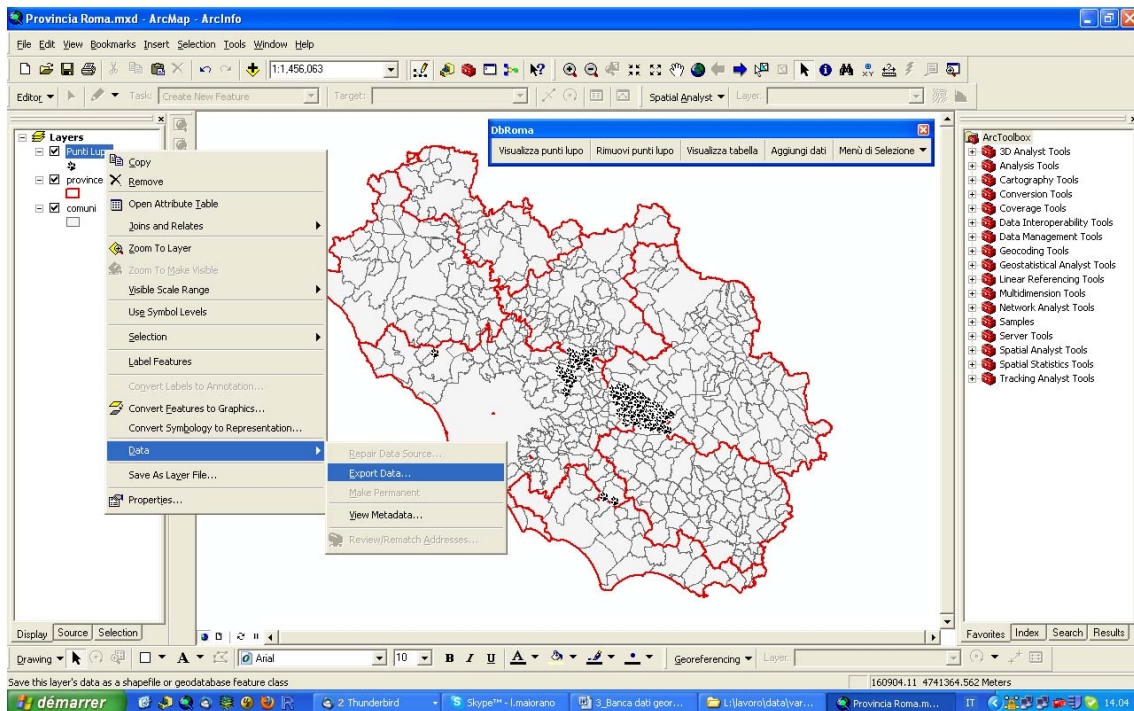 Provincia Roma.mxd - ArcMap - ArcInfo
File Edit View Bookmarks Insert Selection Tools Window Help
1:1,456,063
Editor Task: Create New Feature Target: Spatial Analyst Layer:
Layers
Punti Lup
province
comuni
Copy
Remove
Open Attribute Table
Joins and Relates
Zoom To Layer
Zoom To Make Visible
Visible Scale Range
Use Symbol Levels
Selection
Label Features
Convert Labels to Annotation...
Convert Features to Graphics...
Convert Symbology to Representation...
Data
Save As Layer File...
Properties...
Repair Data Source...
Export Data...
Make Permanent
View Metadata...
Review/Rematch Addresses...
DbRoma
Visualizza punti lupo Rimuovi punti lupo Visualizza tabella Aggiungi dati Menù di Selezione
ArcToolbox
3D Analyst Tools
Analysis Tools
Cartography Tools
Conversion Tools
Coverage Tools
Data Interoperability Tools
Data Management Tools
Geocoding Tools
Geostatistical Analyst Tools
Linear Referencing Tools
Multidimension Tools
Network Analyst Tools
Samples
Server Tools
Spatial Analyst Tools
Spatial Statistics Tools
Tracking Analyst Tools
Display Source Selection
Favorites Index Search Results
Drawing A Arial 10 B I U A Georeferencing Layer:
Save this layer's data as a shapefile or geodatabase feature class
160904.11 4741364.562 Meters
démarrer 2 Thunderbird Skype™ - l.maiorano 3_Banca dati geor... L:\lavoro\data\var... Provincia Roma.m... IT 14.04